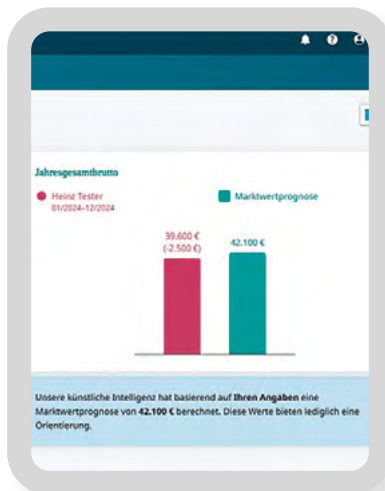 Jahresgesamtbrutto
Heinz Tester
01/2024–12/2024
Marktwertprognose
39.600 €
(-2.500 €)
42.100 €
Unsere künstliche Intelligenz hat basierend auf Ihren Angaben eine
Marktwertprognose von 42.100 € berechnet. Diese Werte bieten lediglich eine
Orientierung.